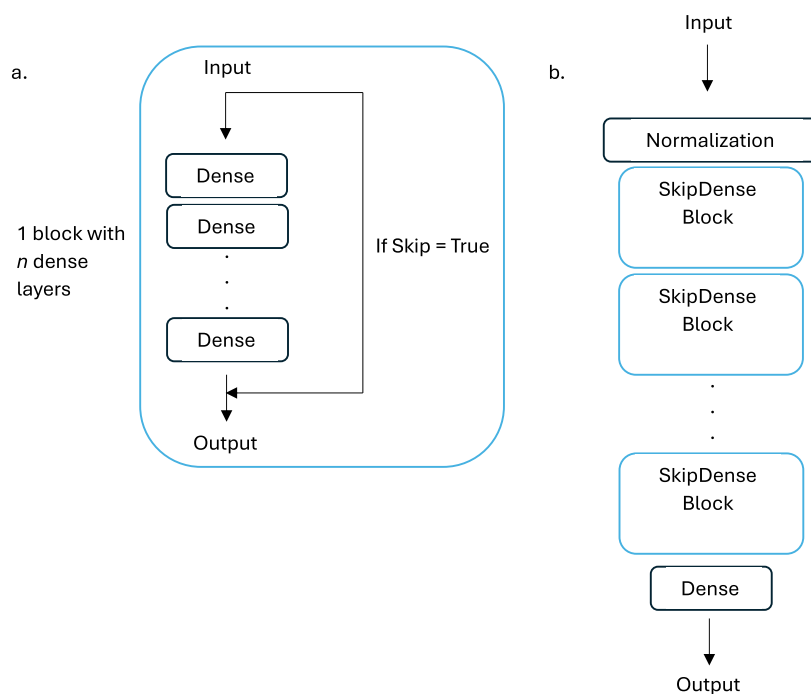 a.
Input
Dense
Dense
.
.
.
Dense
Output
1 block with
n dense
layers
If Skip = True
b.
Input
Normalization
SkipDense
Block
SkipDense
Block
.
.
.
SkipDense
Block
Dense
Output